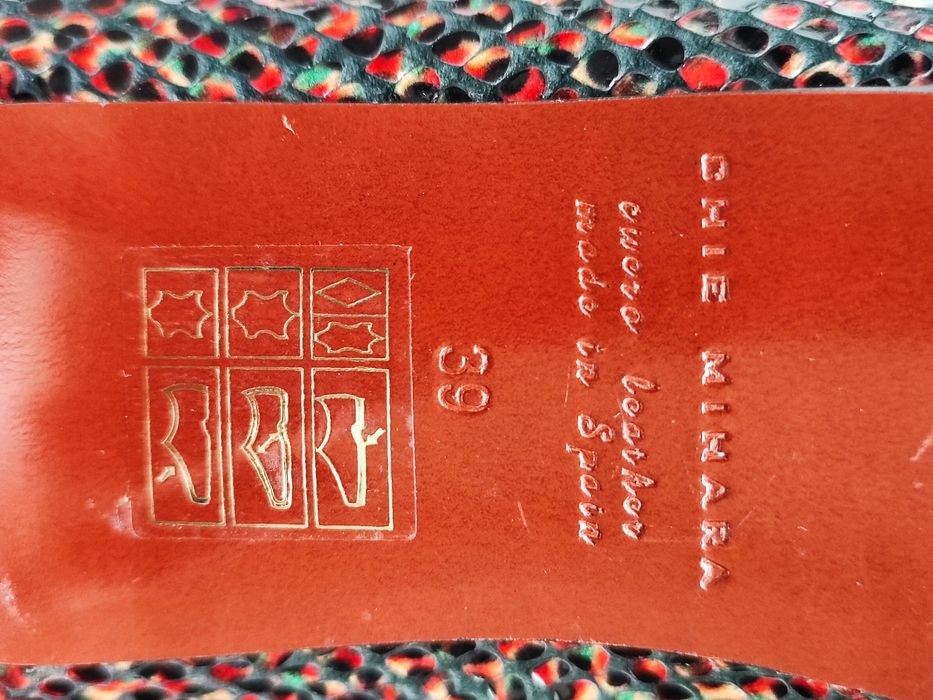 CHIE MIHARA
cuero leather
made in Spain
39